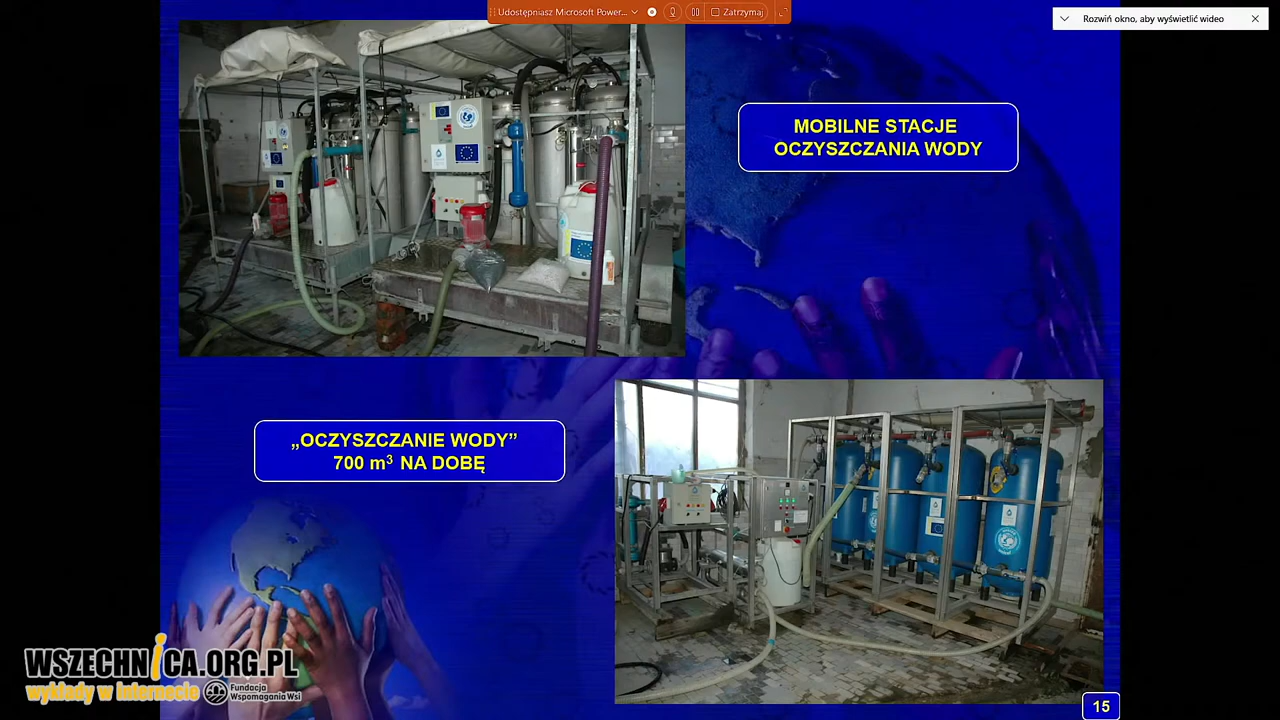 Udostępniasz Microsoft Power...
Zatrzymaj
Rozwiń okno, aby wyświetlić wideo
MOBILNE STACJE
OCZYSZCZANIA WODY
„OCZYSZCZANIE WODY”
700 m³ NA DOBĘ
WSZECHNICA.ORG.PL
wykłady w internecie
Fundacja
Wspomagania Wsi
15